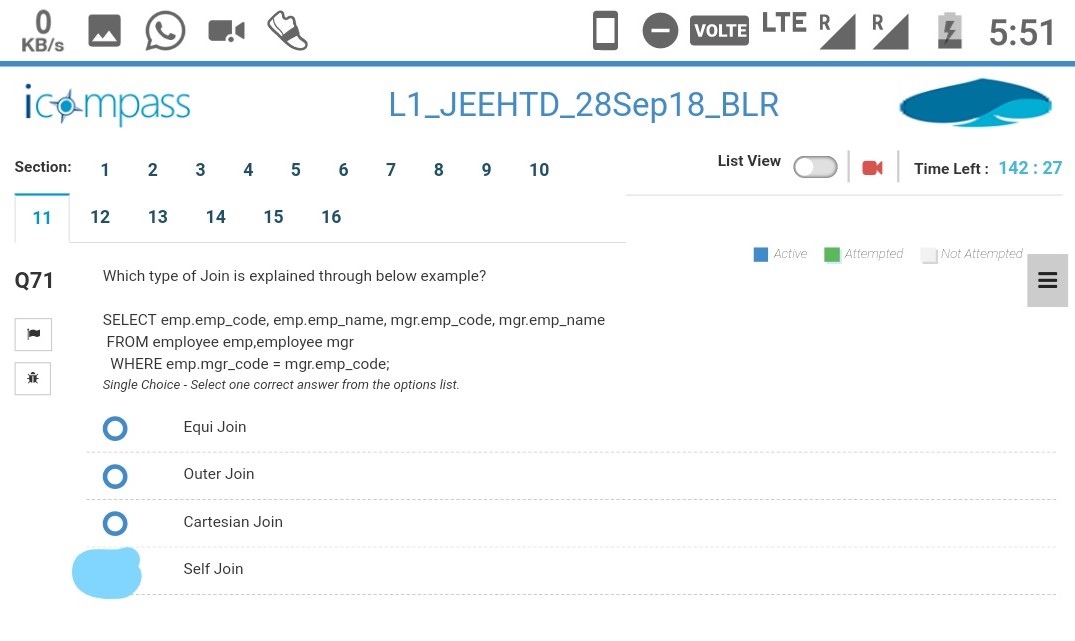 0
KB/s
VOLTE LTE R R 5:51
icompass
L1_JEEHTD_28Sep18_BLR
Section: 1 2 3 4 5 6 7 8 9 10
List View Time Left : 142 : 27
11 12 13 14 15 16
Active Attempted Not Attempted
Q71 Which type of Join is explained through below example?
SELECT emp.emp_code, emp.emp_name, mgr.emp_code, mgr.emp_name
FROM employee emp,employee mgr
WHERE emp.mgr_code = mgr.emp_code;
Single Choice - Select one correct answer from the options list.
Equi Join
Outer Join
Cartesian Join
Self Join